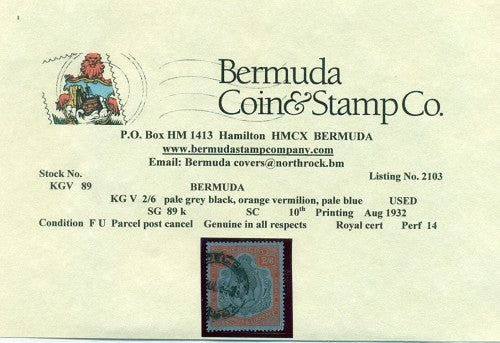 Bermuda
Coin&Stamp Co.
P.O. Box HM 1413 Hamilton HMCX BERMUDA
www.bermudastampcompany.com
Email: Bermuda covers@northrock.bm
Stock No. Listing No. 2103
KGV 89 BERMUDA
KG V 2/6 pale grey black, orange vermilion, pale blue USED
SG 89 k SC 10th Printing Aug 1932
Condition F U Parcel post cancel Genuine in all respects Royal cert Perf 14
2/6